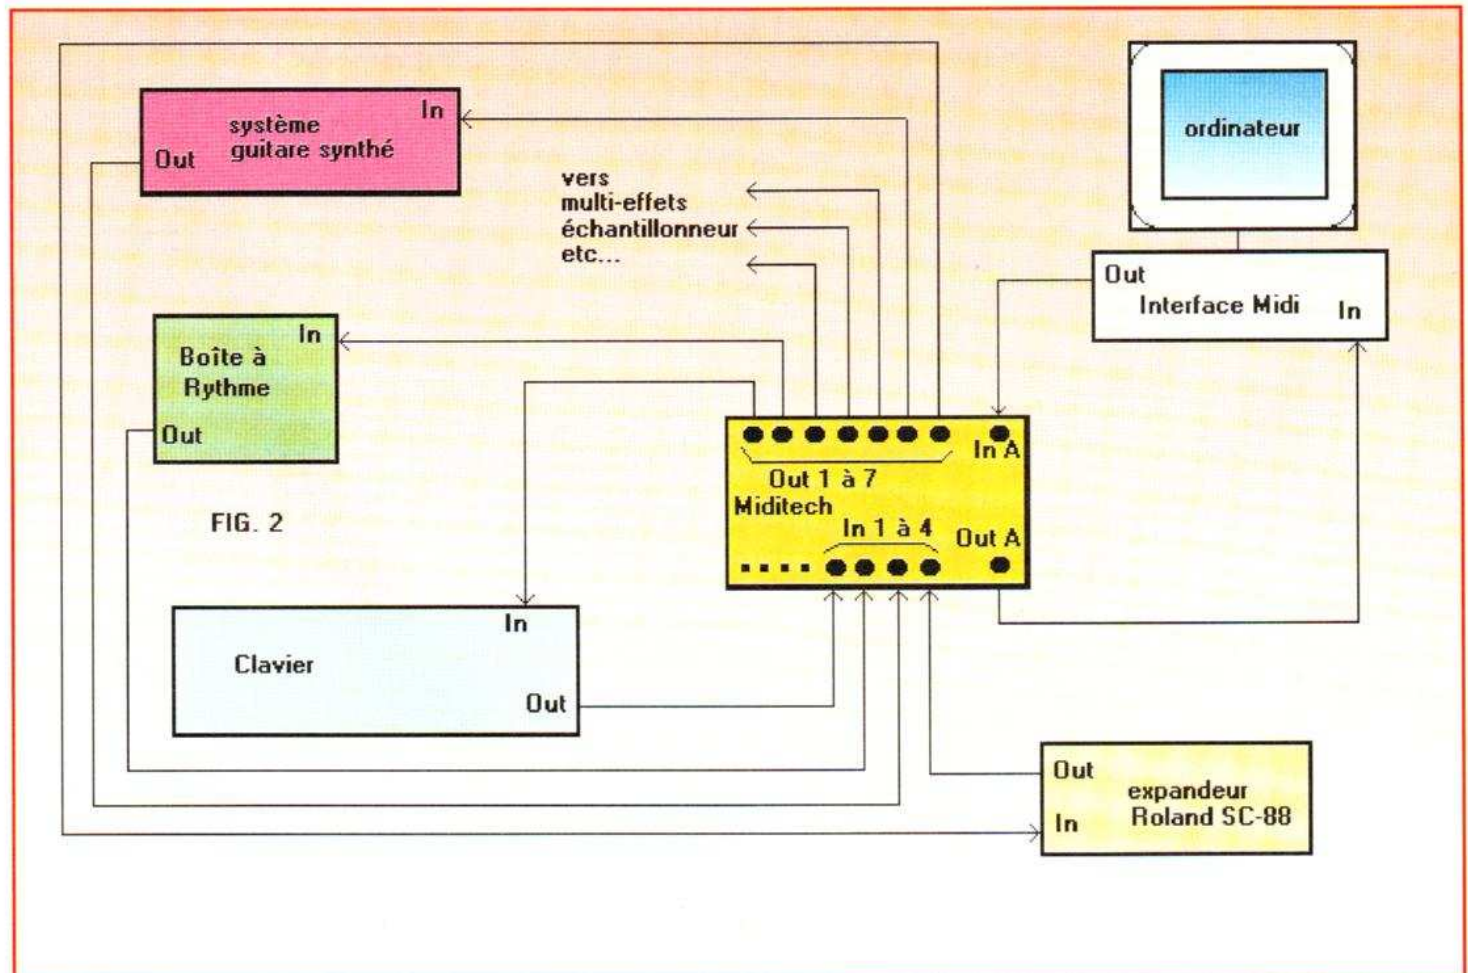 In
système
guitare synthé
Out
vers
multi-effets
échantillonneur
etc...
ordinateur
Out
Interface Midi
In
In
Boîte à
Rythme
Out
FIG. 2
In A
Out 1 à 7
Miditech
In 1 à 4
Out A
In
Clavier
Out
Out
expandeur
Roland SC-88
In